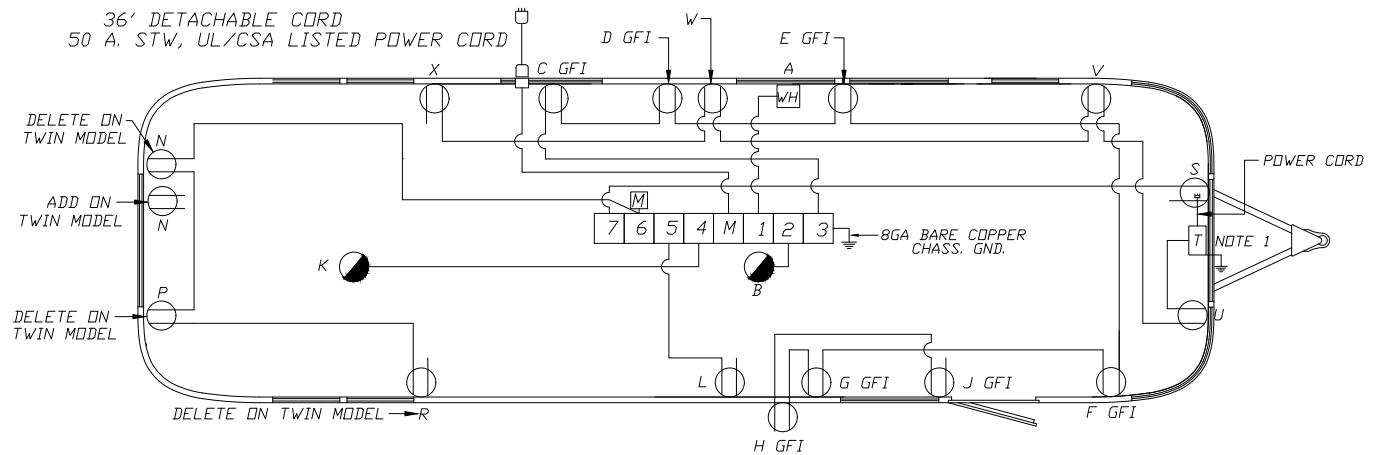 36' DETACHABLE CORD
50 A. STW, UL/CSA LISTED POWER CORD
W
D GFI
E GFI
X
C GFI
A
V
WH
DELETE ON
TWIN MODEL
N
ADD ON
TWIN MODEL
N
S
POWER CORD
M
7 6 5 4 M 1 2 3
8GA BARE COPPER
CHASS. GND.
T
NOTE 1
K
B
P
DELETE ON
TWIN MODEL
U
L
G GFI
J GFI
DELETE ON TWIN MODEL
R
F GFI
H GFI